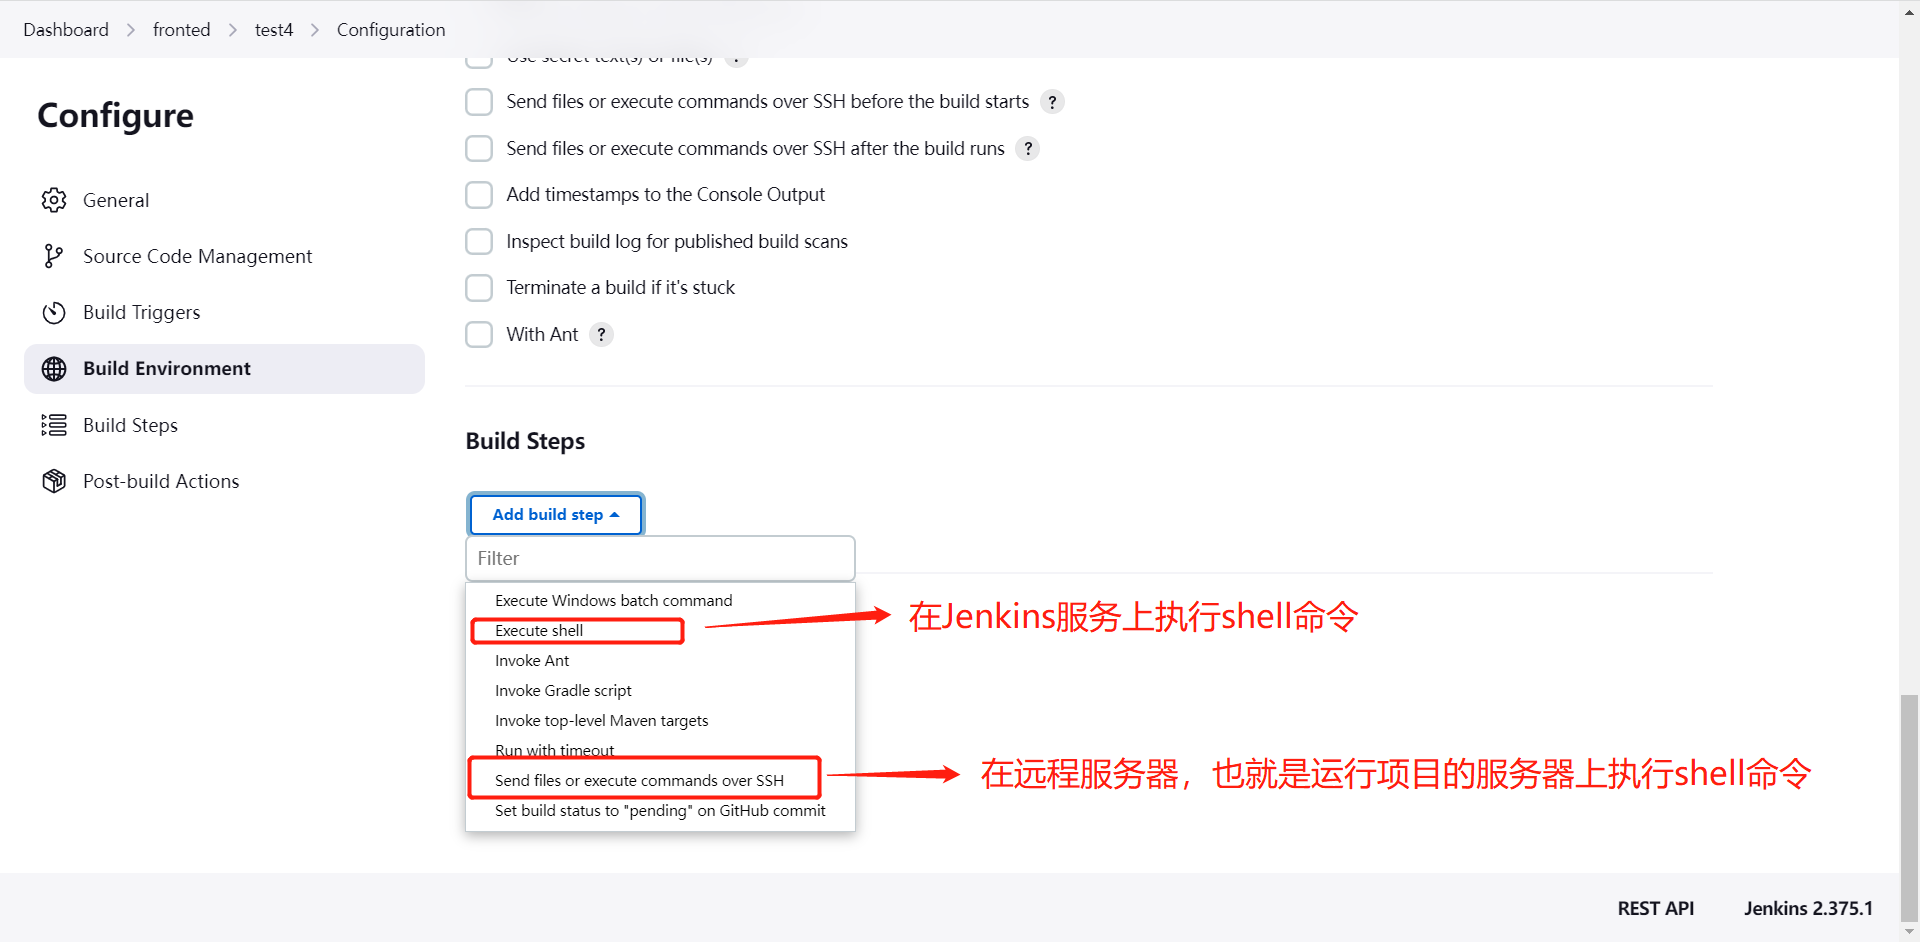 Dashboard > fronted > test4 > Configuration
Configure
General
Source Code Management
Build Triggers
Build Environment
Build Steps
Post-build Actions
Use secret text(s) or file(s) ?
Send files or execute commands over SSH before the build starts ?
Send files or execute commands over SSH after the build runs ?
Add timestamps to the Console Output
Inspect build log for published build scans
Terminate a build if it's stuck
With Ant ?
Build Steps
Add build step
Filter
Execute Windows batch command
Execute shell
在Jenkins服务上执行shell命令
Invoke Ant
Invoke Gradle script
Invoke top-level Maven targets
Run with timeout
Send files or execute commands over SSH
在远程服务器，也就是运行项目的服务器上执行shell命令
Set build status to "pending" on GitHub commit
REST API
Jenkins 2.375.1